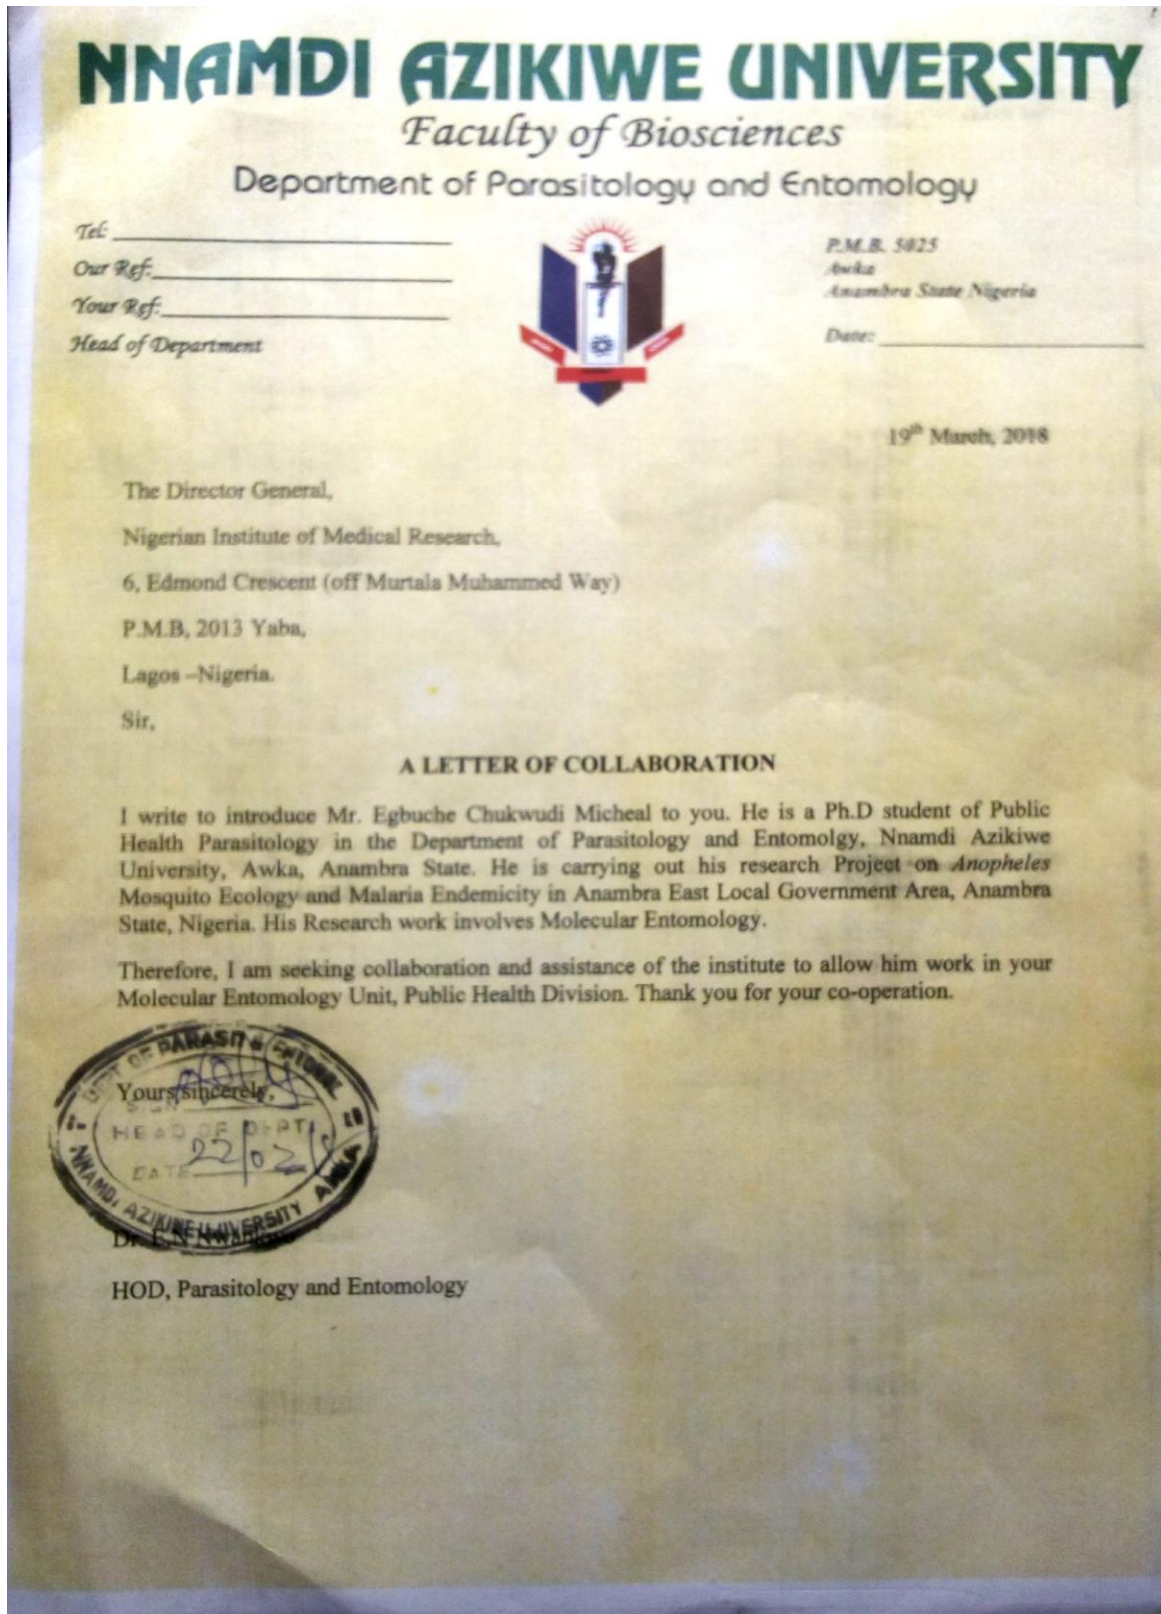 NNAMDI AZIKIWE UNIVERSITY
Faculty of Biosciences
Department of Parasitology and Entomology
Tel:
Our Ref:
Your Ref:
Head of Department
P.M.B. 5025
Awka
Anambra State Nigeria
Date:
19th March, 2018
The Director General,
Nigerian Institute of Medical Research,
6, Edmond Crescent (off Murtala Muhammed Way)
P.M.B, 2013 Yaba,
Lagos –Nigeria.
Sir,
A LETTER OF COLLABORATION
I write to introduce Mr. Egbuche Chukwudi Micheal to you. He is a Ph.D student of Public
Health Parasitology in the Department of Parasitology and Entomolgy, Nnamdi Azikiwe
University, Awka, Anambra State. He is carrying out his research Project on Anopheles
Mosquito Ecology and Malaria Endemicity in Anambra East Local Government Area, Anambra
State, Nigeria. His Research work involves Molecular Entomology.
Therefore, I am seeking collaboration and assistance of the institute to allow him work in your
Molecular Entomology Unit, Public Health Division. Thank you for your co-operation.
OF PARASIT &
Yours sincerely,
HEAD OF DEPT
DATE 22/02/
NNAMDI AZIKIWE UNIVERSITY AWKA
Dr. E.N
HOD, Parasitology and Entomology